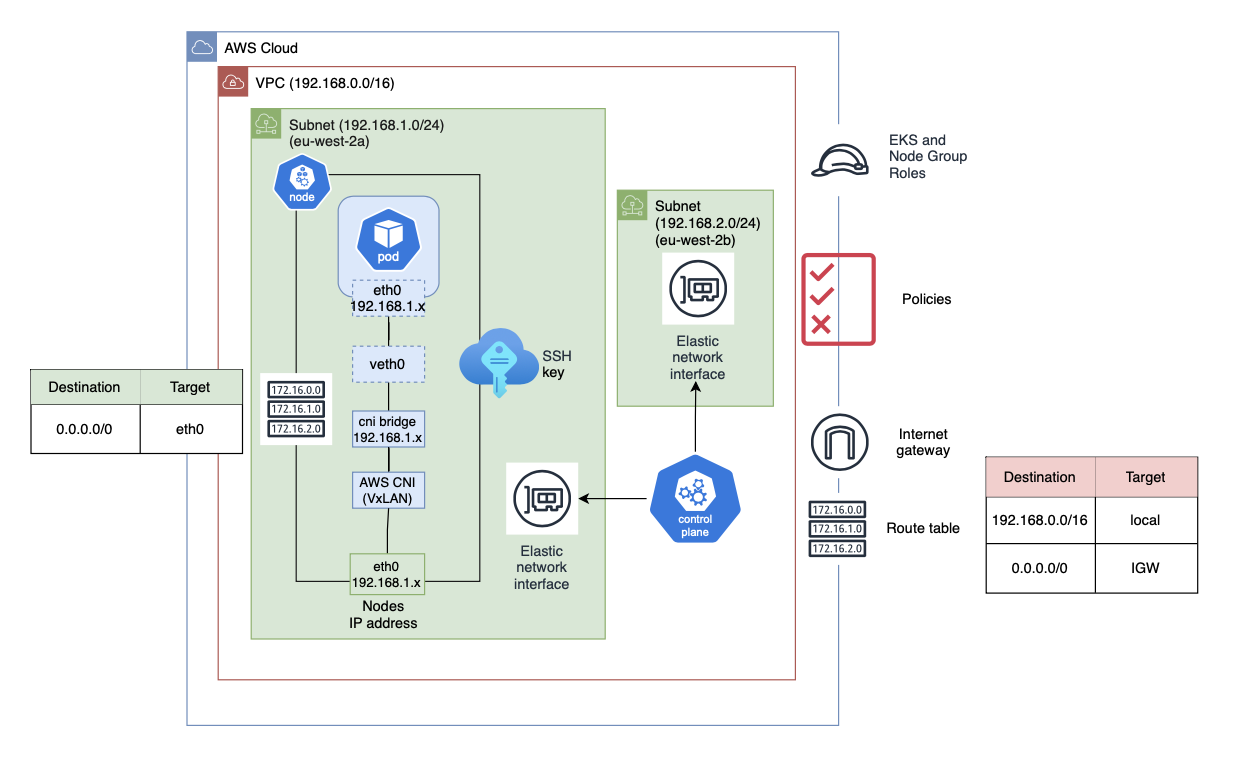 AWS Cloud
VPC (192.168.0.0/16)
Subnet (192.168.1.0/24)
(eu-west-2a)
node
pod
eth0
192.168.1.x
veth0
cni bridge
192.168.1.x
AWS CNI
(VxLAN)
eth0
192.168.1.x
Nodes
IP address
172.16.0.0
172.16.1.0
172.16.2.0
SSH
key
Elastic
network
interface
Subnet
(192.168.2.0/24)
(eu-west-2b)
Elastic
network
interface
control
plane
Destination Target
0.0.0.0/0 eth0
EKS and
Node Group
Roles
Policies
Internet
gateway
172.16.0.0
172.16.1.0
172.16.2.0
Route table
Destination Target
192.168.0.0/16 local
0.0.0.0/0 IGW